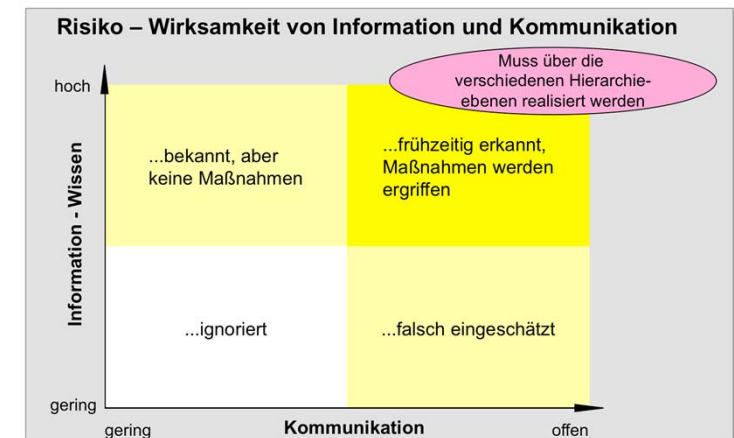 Risiko – Wirksamkeit von Information und Kommunikation
Muss über die
verschiedenen Hierarchie-
ebenen realisiert werden
hoch
Information - Wissen
...bekannt, aber
keine Maßnahmen
...frühzeitig erkannt,
Maßnahmen werden
ergriffen
...ignoriert
...falsch eingeschätzt
gering
gering
Kommunikation
offen